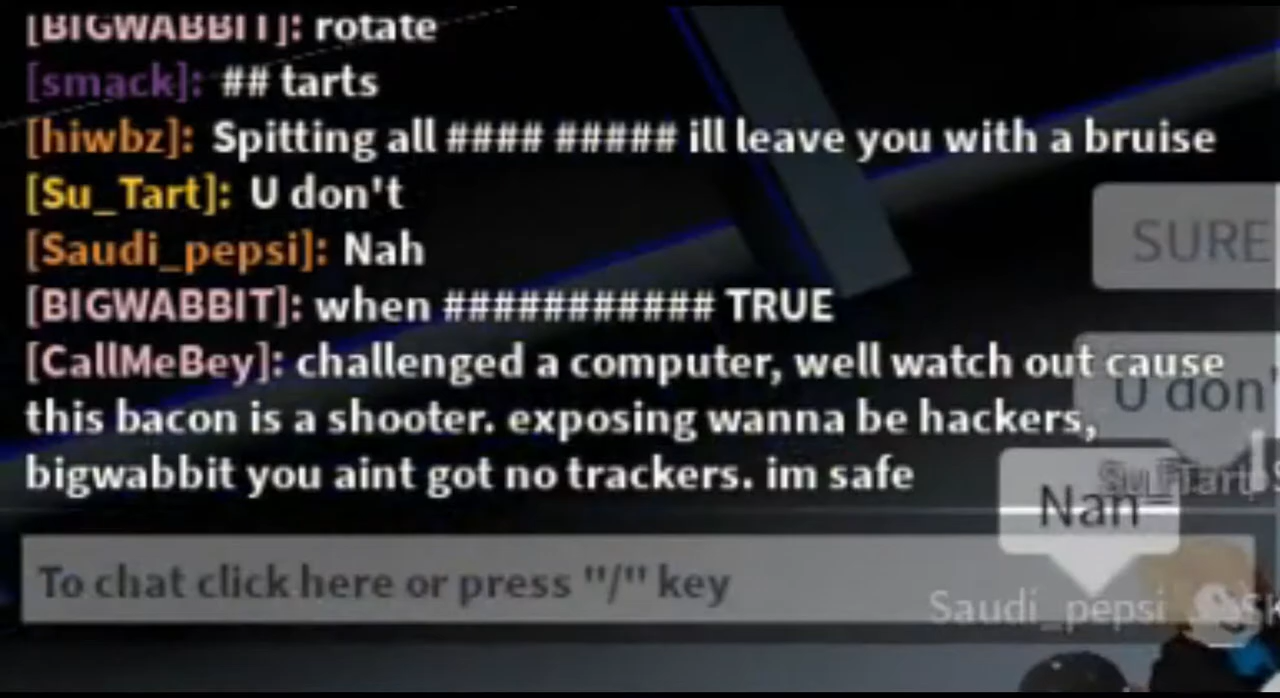 [BIGWABBIT]: rotate
[smack]: ## tarts
[hiwbz]: Spitting all #### ##### ill leave you with a bruise
[Su_Tart]: U don't
[Saudi_pepsi]: Nah
[BIGWABBIT]: when ########### TRUE
[CallMeBey]: challenged a computer, well watch out cause
this bacon is a shooter. exposing wanna be hackers,
bigwabbit you aint got no trackers. im safe
To chat click here or press "/" key
SURE
U don'
Su_Tart
Nah
Saudi_pepsi